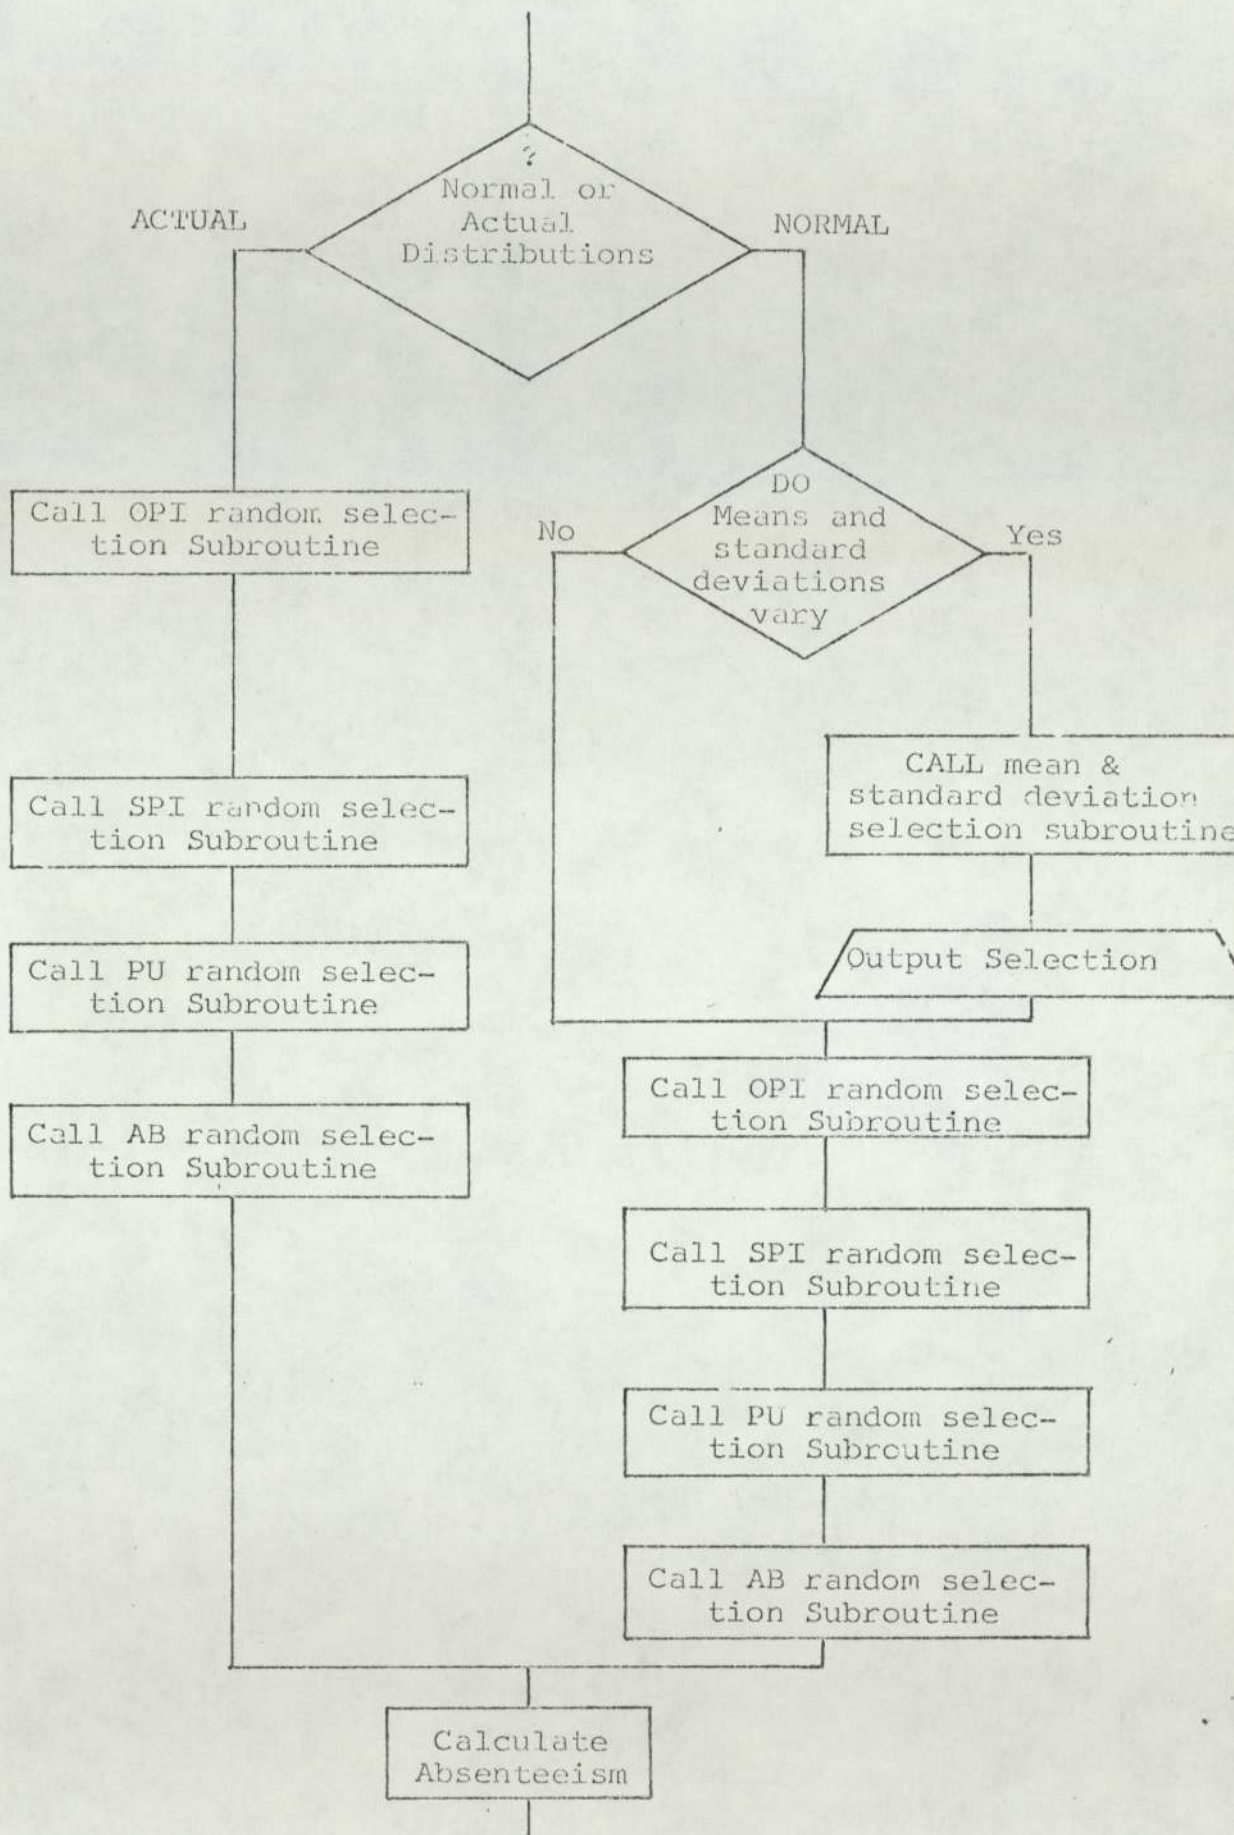 ?
Normal or
Actual
Distributions
ACTUAL
NORMAL
Call OPI random selec-
tion Subroutine
DO
Means and
standard
deviations
vary
No
Yes
CALL mean &
standard deviation
selection subroutine
Call SPI random selec-
tion Subroutine
Output Selection
Call PU random selec-
tion Subroutine
Call OPI random selec-
tion Subroutine
Call AB random selec-
tion Subroutine
Call SPI random selec-
tion Subroutine
Call PU random selec-
tion Subroutine
Call AB random selec-
tion Subroutine
Calculate
Absenteeism